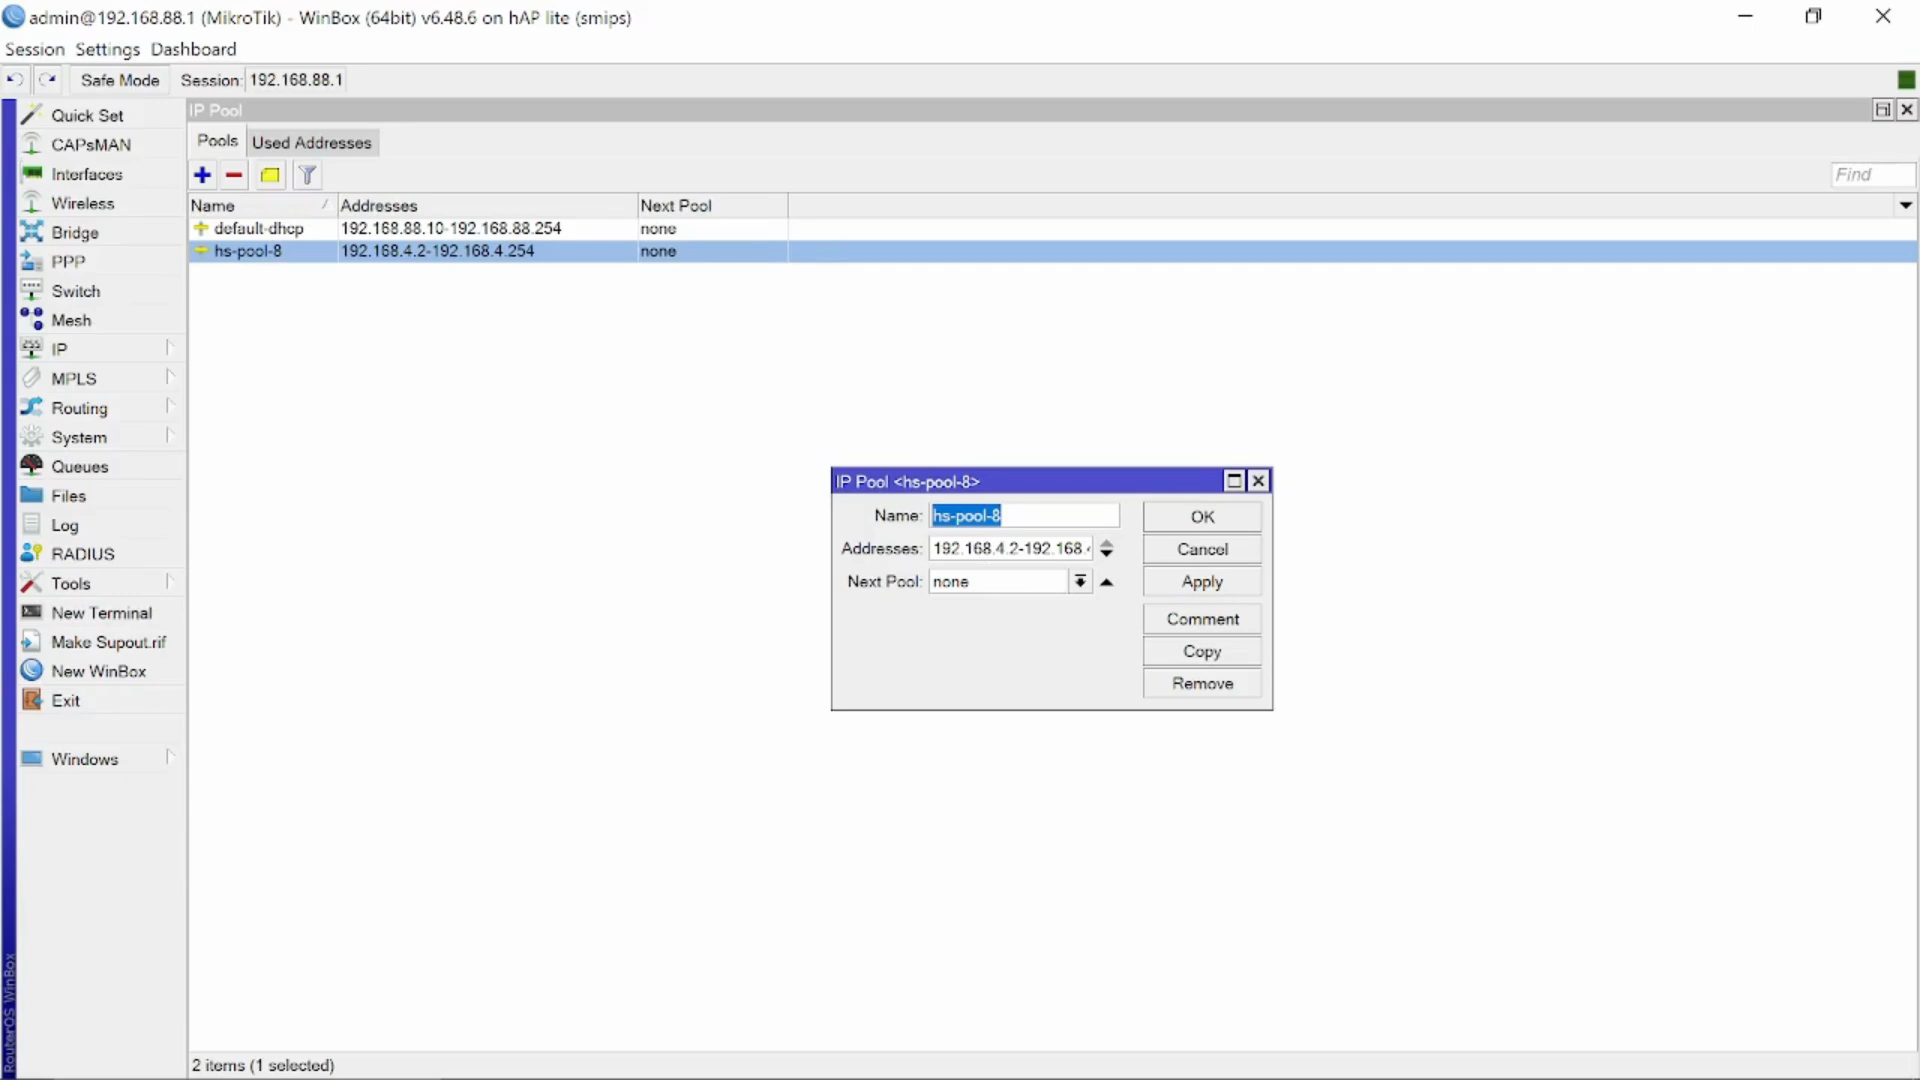 admin@192.168.88.1 (MikroTik) - WinBox (64bit) v6.48.6 on hAP lite (smips)
Session Settings Dashboard
Safe Mode Session: 192.168.88.1
Quick Set
CAPsMAN
Interfaces
Wireless
Bridge
PPP
Switch
Mesh
IP
MPLS
Routing
System
Queues
Files
Log
RADIUS
Tools
New Terminal
Make Supout.rif
New WinBox
Exit
Windows
RouterOS WinBox
IP Pool
Pools Used Addresses
Find
Name Addresses Next Pool
default-dhcp 192.168.88.10-192.168.88.254 none
hs-pool-8 192.168.4.2-192.168.4.254 none
IP Pool <hs-pool-8>
Name: hs-pool-8 OK
Addresses: 192.168.4.2-192.168. Cancel
Next Pool: none Apply
Comment
Copy
Remove
2 items (1 selected)